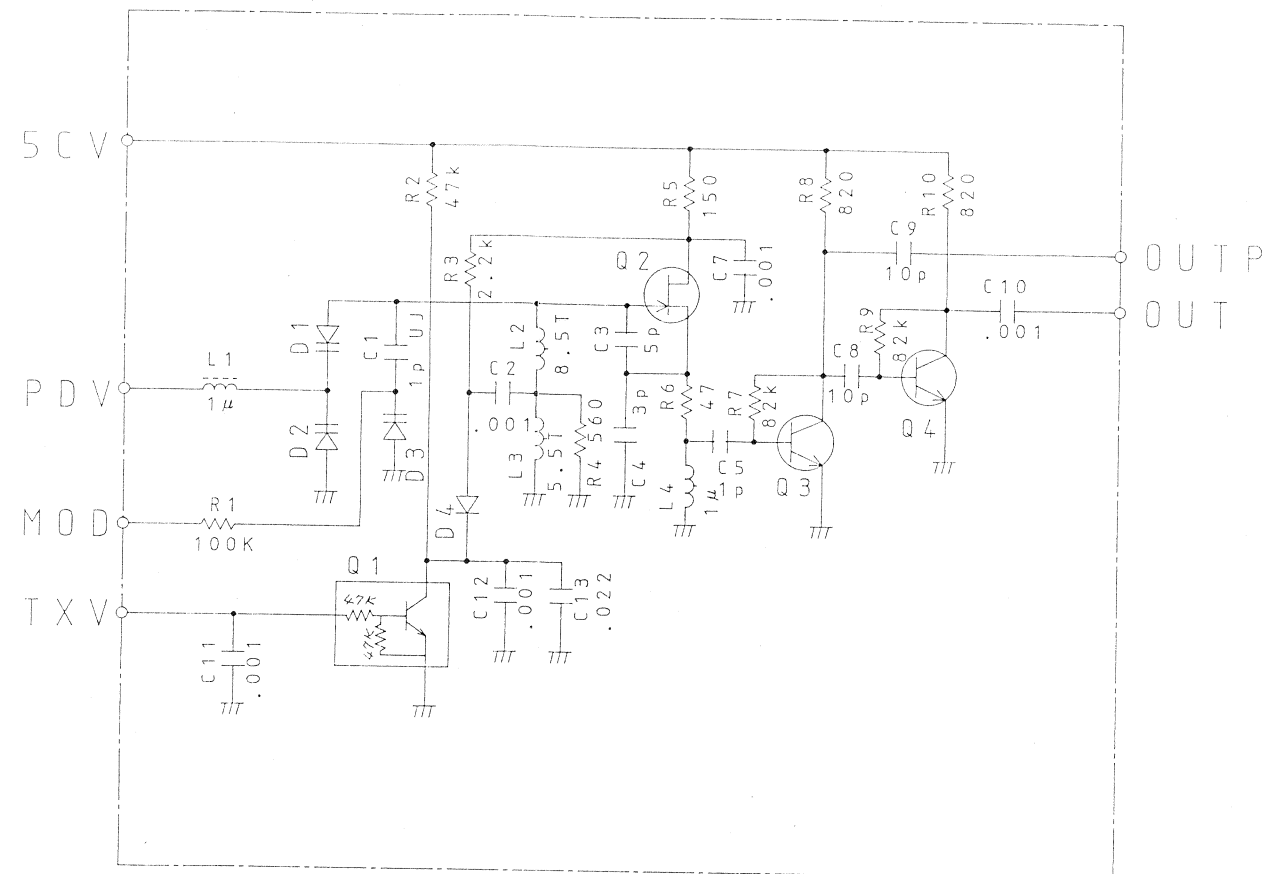 5CV
R2
47k
R5
150
R8
820
R10
820
C9
10p
OUTP
R3
2.2k
Q2
C7
.001
C10
.001
OUT
D1
C1
1p UJ
L2
8.5T
C3
5p
R9
82k
L1
1μ
PDV
C2
.001
C8
10p
Q4
D2
D3
L3
5.5T
R4 560
C4
3p
R6
47
R7
82k
C5
1p
Q3
L4
1μ
MOD
R1
100K
D4
Q1
47K
47K
C12
.001
C13
.022
TXV
C11
.001